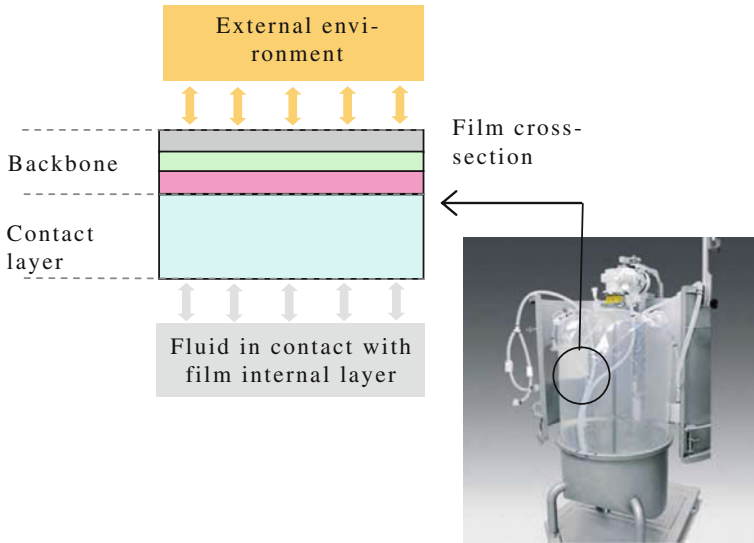 External envi-
ronment
Film cross-
section
Backbone
Contact
layer
Fluid in contact with
film internal layer